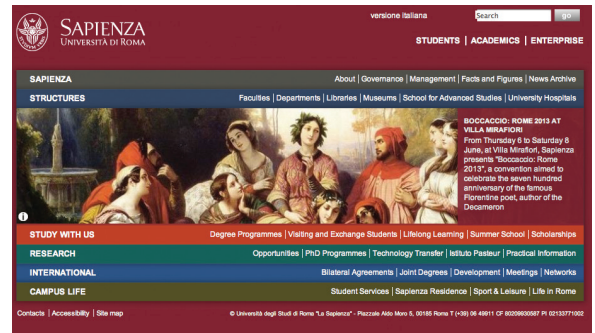 versione italiana Search go
SAPIENZA
UNIVERSITÀ DI ROMA
STUDENTS | ACADEMICS | ENTERPRISE
SAPIENZA About | Governance | Management | Facts and Figures | News Archive
STRUCTURES Faculties | Departments | Libraries | Museums | School for Advanced Studies | University Hospitals
BOCCACCIO: ROME 2013 AT
VILLA MIRAFIORI
From Thursday 6 to Saturday 8
June, at Villa Mirafiori, Sapienza
presents "Boccaccio: Rome
2013", a convention aimed to
celebrate the seven hundred
anniversary of the famous
Florentine poet, author of the
Decameron
i
STUDY WITH US Degree Programmes | Visiting and Exchange Students | Lifelong Learning | Summer School | Scholarships
RESEARCH Opportunities | PhD Programmes | Technology Transfer | Istituto Pasteur | Practical Information
INTERNATIONAL Bilateral Agreements | Joint Degrees | Development | Meetings | Networks
CAMPUS LIFE Student Services | Sapienza Residence | Sport & Leisure | Life in Rome
Contacts | Accessibility | Site map © Università degli Studi di Roma "La Sapienza" - Piazzale Aldo Moro 5, 00185 Roma T (+39) 06 49911 CF 80209930587 PI 02133771002